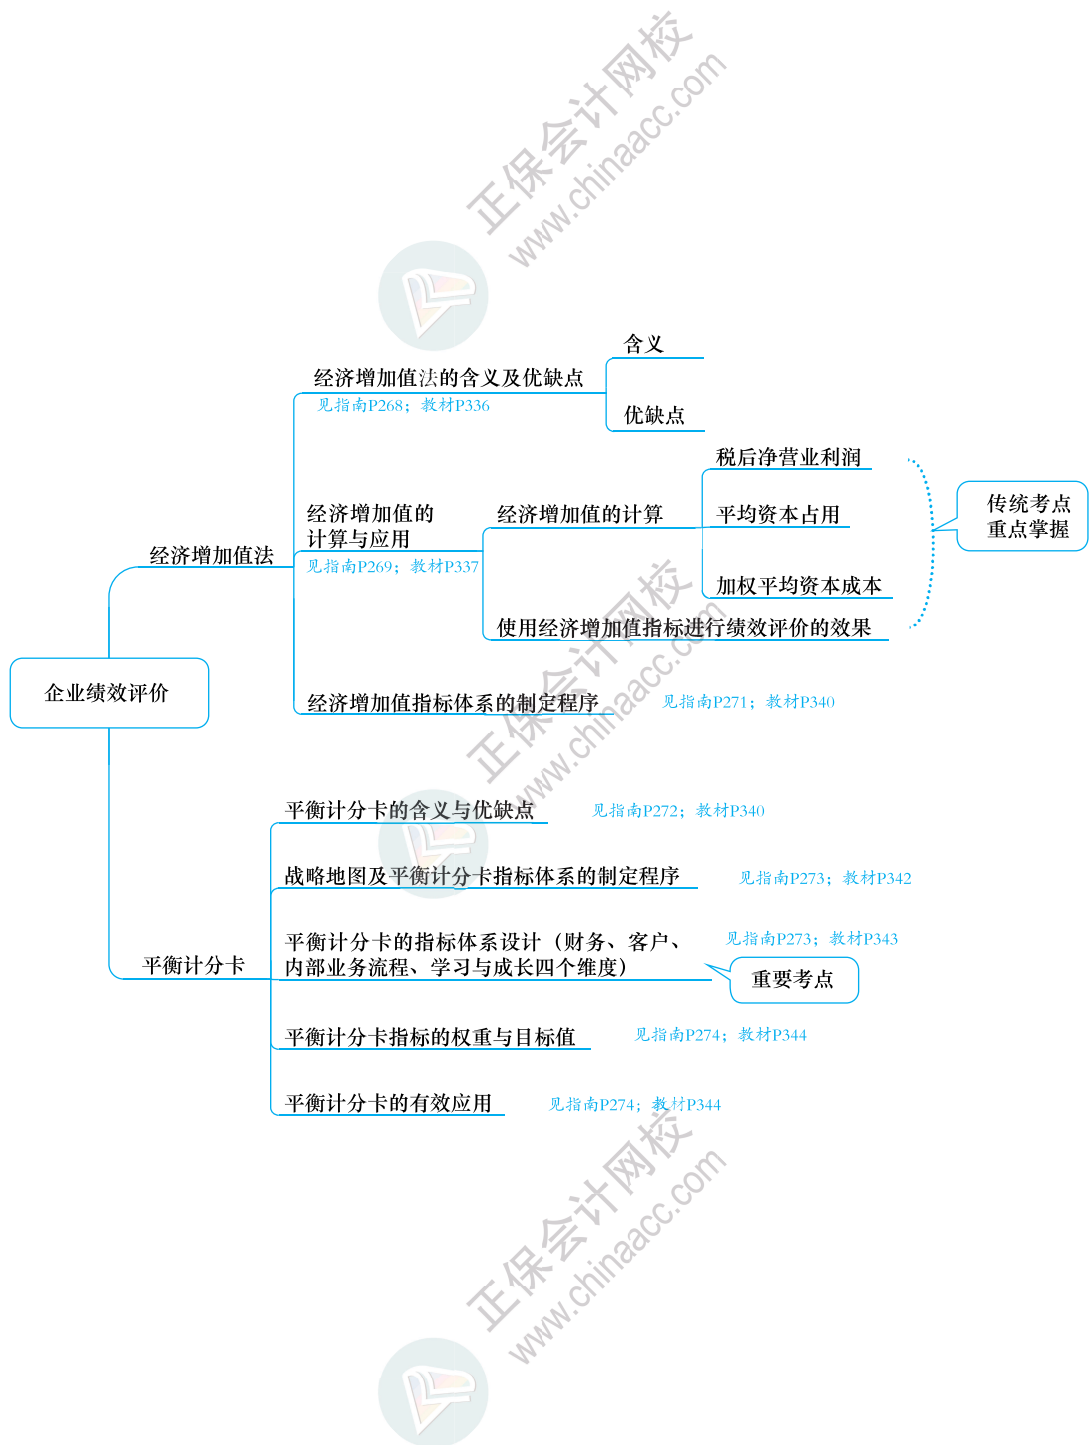 正保会计网校
www.chinaacc.com
含义
经济增加值法的含义及优缺点
见指南P268；教材P336
优缺点
税后净营业利润
经济增加值的
计算与应用
见指南P269；教材P337
经济增加值的计算
平均资本占用
传统考点
重点掌握
经济增加值法
加权平均资本成本
使用经济增加值指标进行绩效评价的效果
企业绩效评价
经济增加值指标体系的制定程序
见指南P271；教材P340
正保会计网校
www.chinaacc.com
平衡计分卡的含义与优缺点
见指南P272；教材P340
战略地图及平衡计分卡指标体系的制定程序
见指南P273；教材P342
平衡计分卡
平衡计分卡的指标体系设计（财务、客户、
内部业务流程、学习与成长四个维度）
见指南P273；教材P343
重要考点
平衡计分卡指标的权重与目标值
见指南P274；教材P344
平衡计分卡的有效应用
见指南P274；教材P344
正保会计网校
www.chinaacc.com